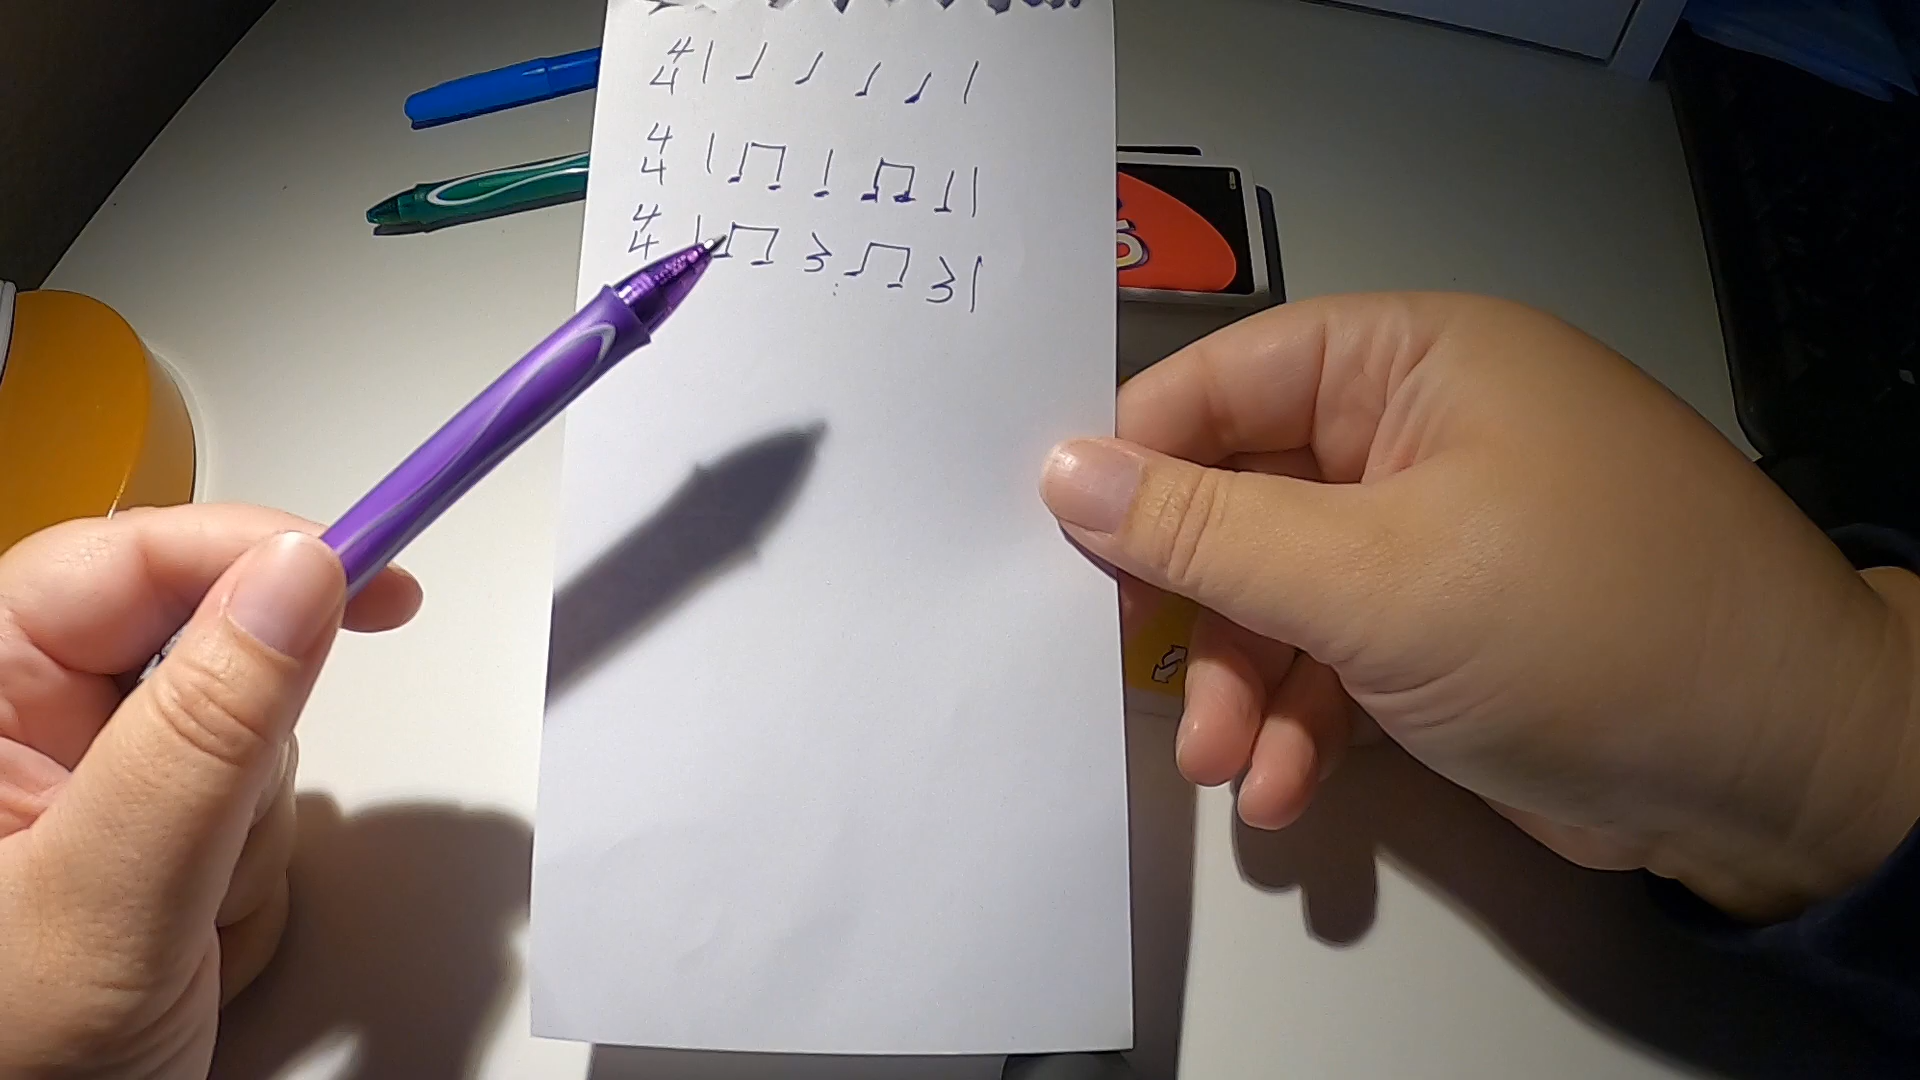 4/4 | ♩ ♩ ♩ ♩ |
4/4 | ♫ ♩ ♫ ♩ |
4/4 | ♫ 𝄽 ♫ 𝄽 |